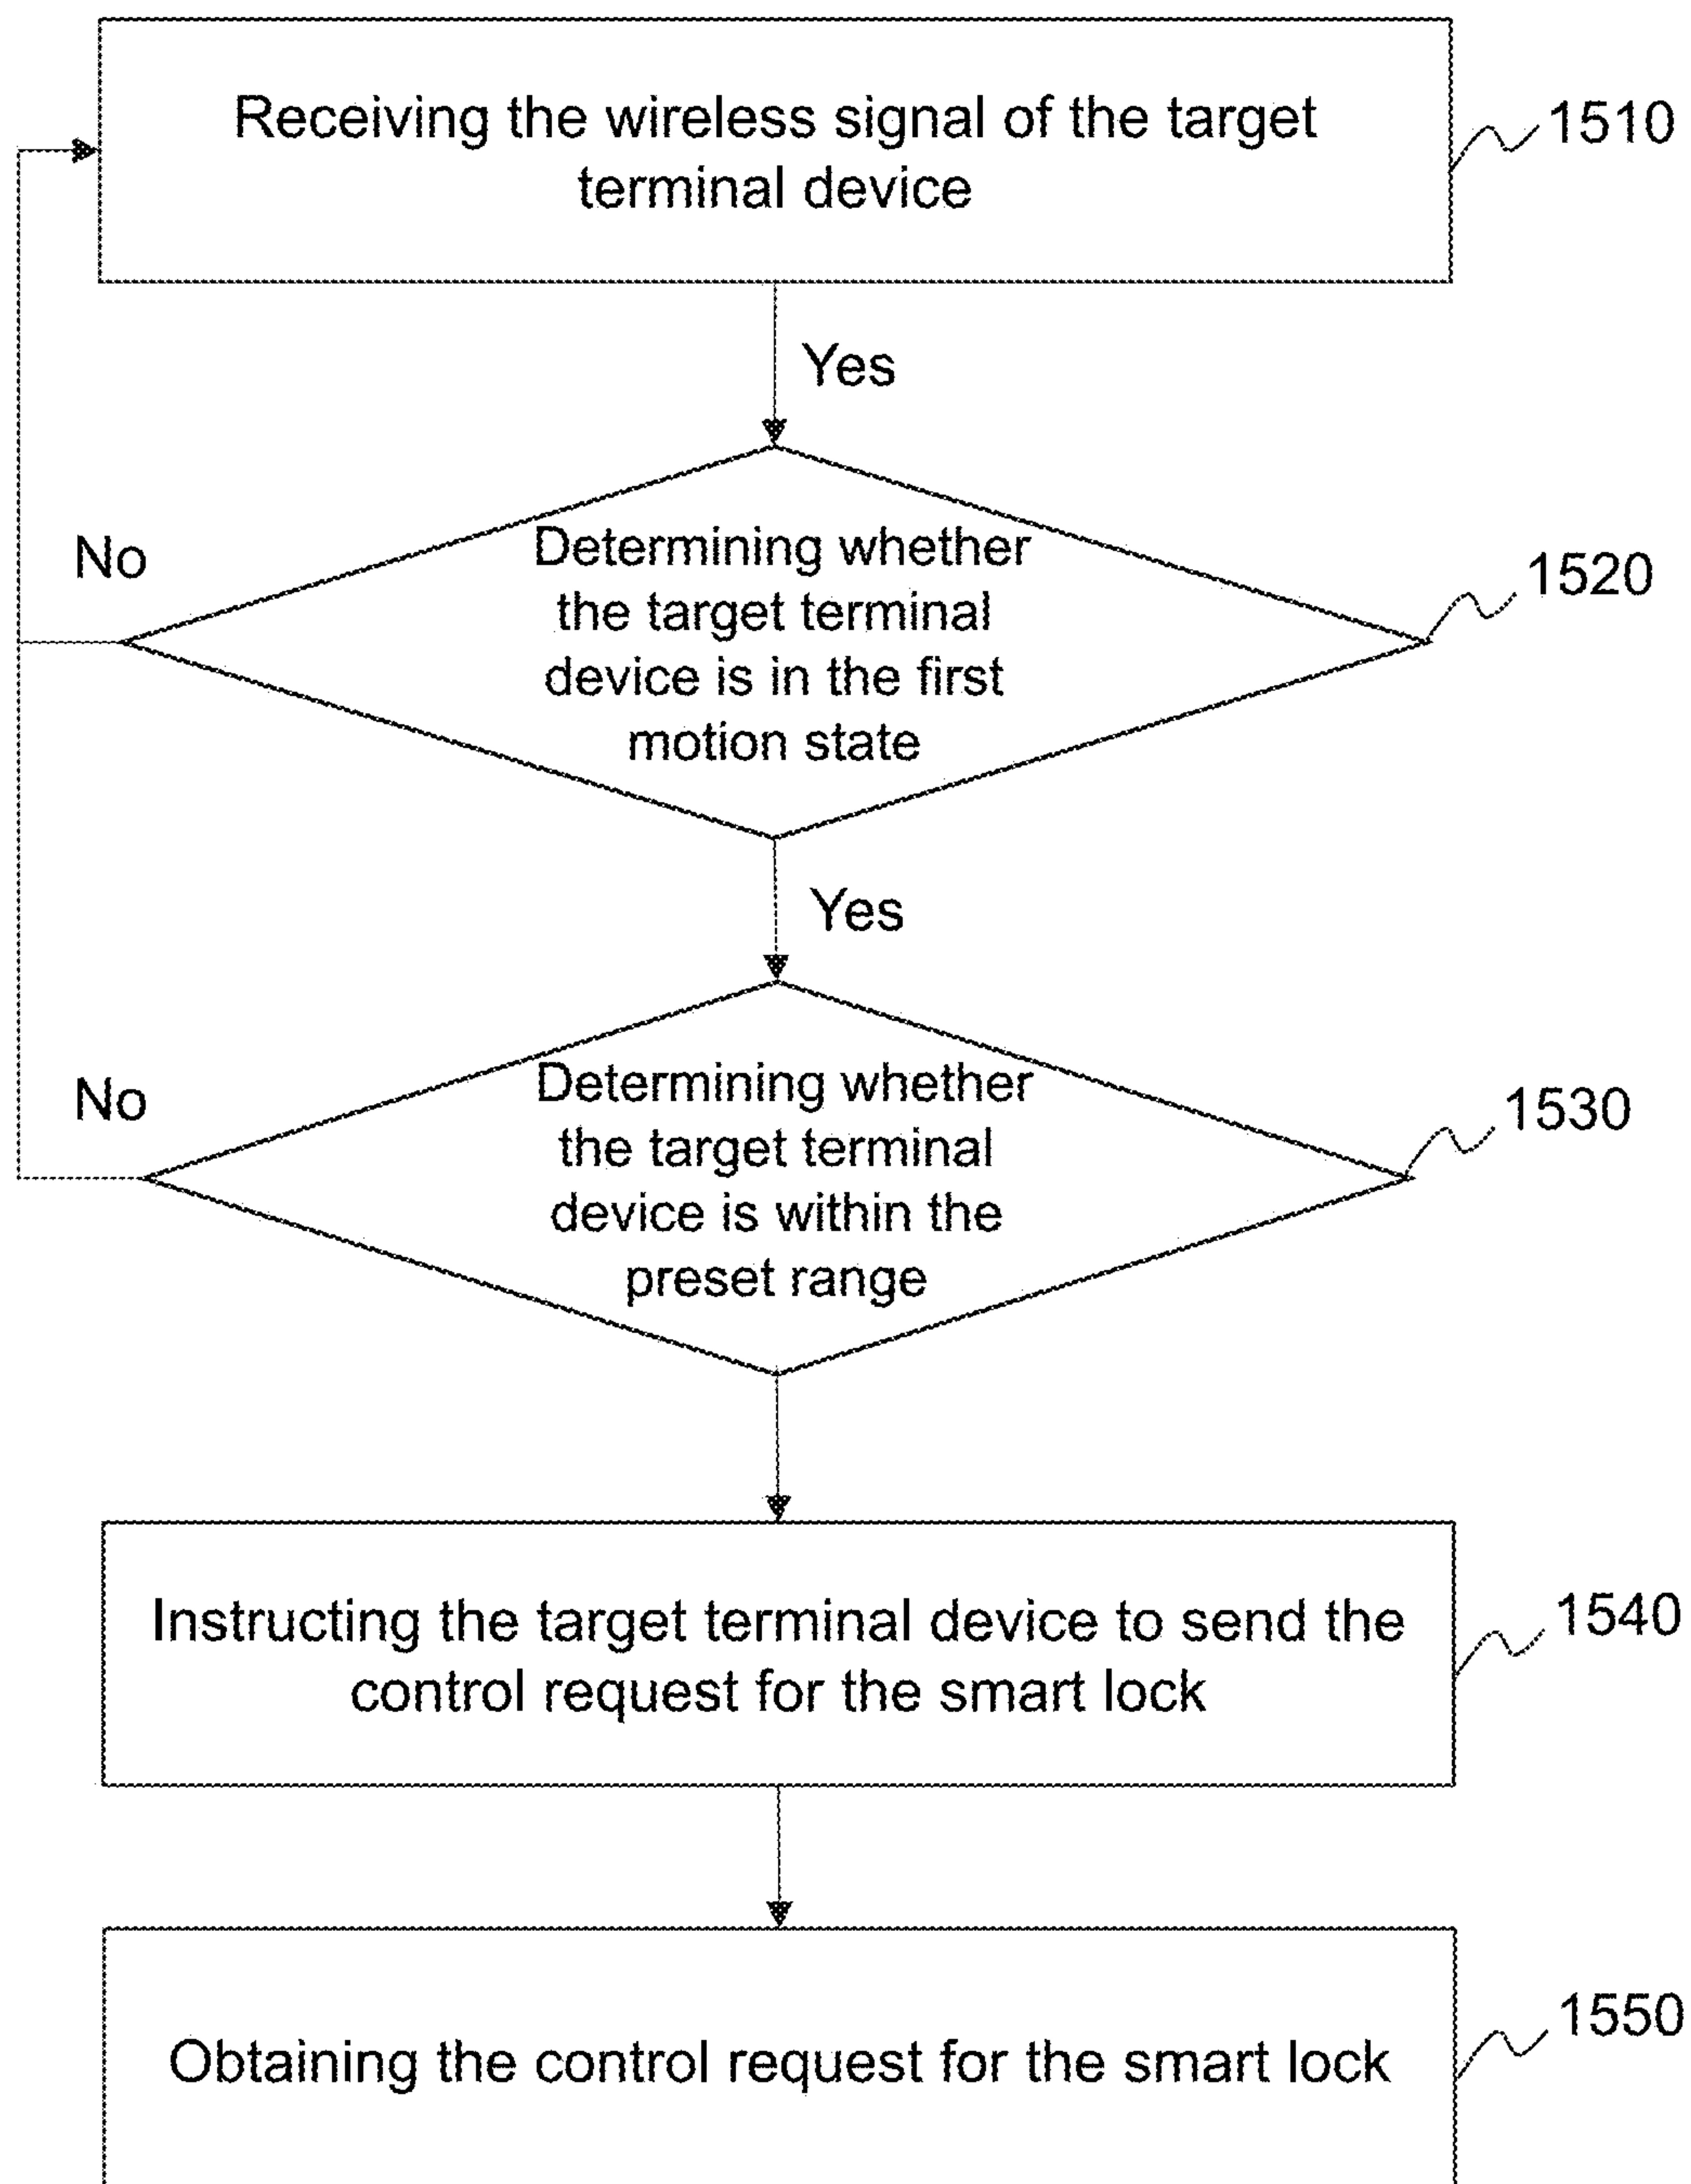 Receiving the wireless signal of the target
terminal device
1510
Yes
No
Determining whether
the target terminal
device is in the first
motion state
1520
Yes
No
Determining whether
the target terminal
device is within the
preset range
1530
Instructing the target terminal device to send the
control request for the smart lock
1540
Obtaining the control request for the smart lock
1550